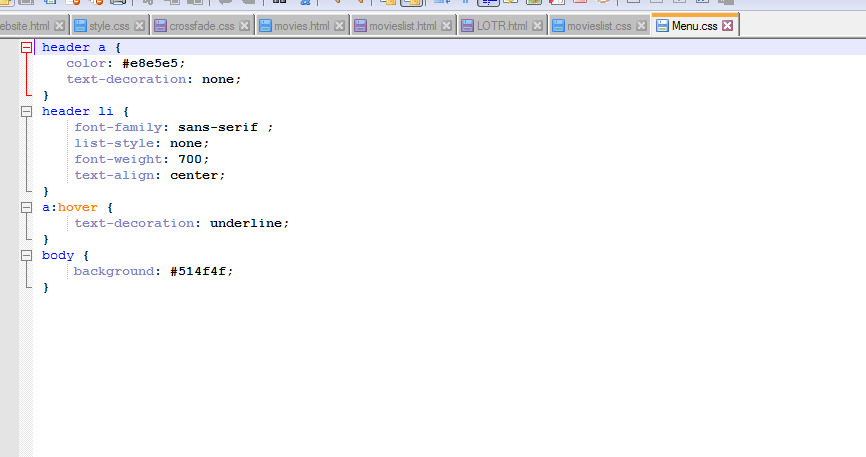 ebsite.html style.css crossfade.css movies.html movieslist.html LOTR.html movieslist.css Menu.css
header a {
color: #e8e5e5;
text-decoration: none;
}
header li {
font-family: sans-serif ;
list-style: none;
font-weight: 700;
text-align: center;
}
a:hover {
text-decoration: underline;
}
body {
background: #514f4f;
}